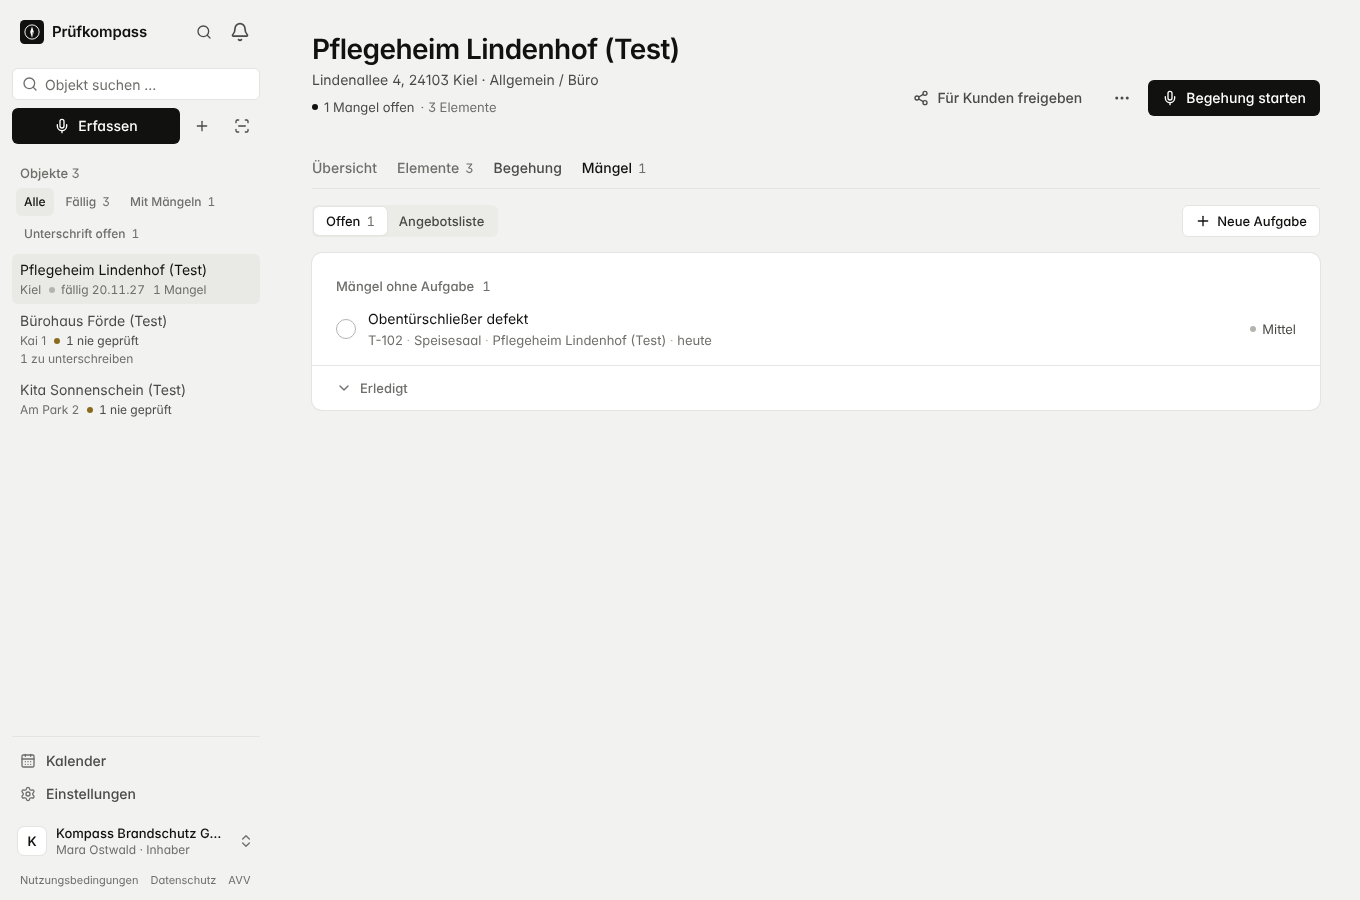 Prüfkompass
Objekt suchen ...
Erfassen
Objekte 3
Alle Fällig 3 Mit Mängeln 1
Unterschrift offen 1
Pflegeheim Lindenhof (Test)
Kiel fällig 20.11.27 1 Mangel
Bürohaus Förde (Test)
Kai 1 1 nie geprüft
1 zu unterschreiben
Kita Sonnenschein (Test)
Am Park 2 1 nie geprüft
Kalender
Einstellungen
K
Kompass Brandschutz G...
Mara Ostwald · Inhaber
Nutzungsbedingungen Datenschutz AVV
Pflegeheim Lindenhof (Test)
Lindenallee 4, 24103 Kiel · Allgemein / Büro
1 Mangel offen · 3 Elemente
Für Kunden freigeben
Begehung starten
Übersicht Elemente 3 Begehung Mängel 1
Offen 1 Angebotsliste
Neue Aufgabe
Mängel ohne Aufgabe 1
Obentürschließer defekt
T-102 · Speisesaal · Pflegeheim Lindenhof (Test) · heute
Mittel
Erledigt